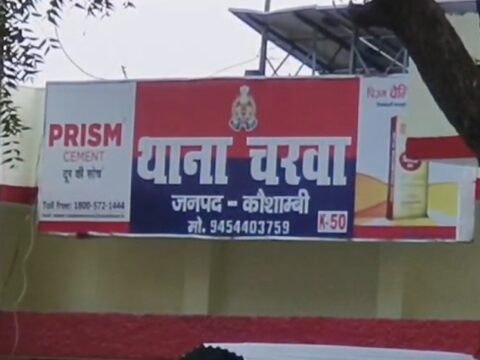 PRISM
CEMENT
दूर की सोच
Toll free: 1800-572-1444
थाना चरवा
जनपद - कौशाम्बी
मो. 9454403759
K-50
प्रिज़्म